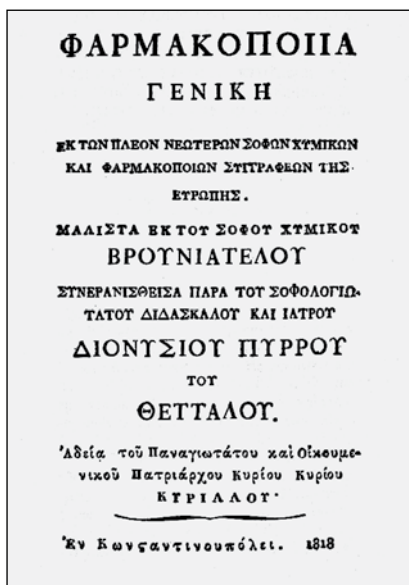 ΦΑΡΜΑΚΟΠΟΙΙΑ
ΓΕΝΙΚΗ
ΕΚ ΤΩΝ ΠΛΕΟΝ ΝΕΩΤΕΡΩΝ ΣΟΦΩΝ ΧΥΜΙΚΩΝ
ΚΑΙ ΦΑΡΜΑΚΟΠΟΙΩΝ ΣΥΓΓΡΑΦΕΩΝ ΤΗΣ
ΕΥΡΩΠΗΣ.
ΜΑΛΙΣΤΑ ΕΚ ΤΟΥ ΣΟΦΟΥ ΧΥΜΙΚΟΥ
ΒΡΟΥΝΙΑΤΕΛΟΥ
ΣΥΝΕΡΑΝΙΣΘΕΙΣΑ ΠΑΡΑ ΤΟΥ ΣΟΦΟΛΟΓΙΩ-
ΤΑΤΟΥ ΔΙΔΑΣΚΑΛΟΥ ΚΑΙ ΙΑΤΡΟΥ
ΔΙΟΝΥΣΙΟΥ ΠΥΡΡΟΥ
ΤΟΥ
ΘΕΤΤΑΛΟΥ.
Ἀδείᾳ τοῦ Παναγιωτάτου καὶ Οἰκουμε-
νικοῦ Πατριάρχου Κυρίου Κυρίου
ΚΥΡΙΛΛΟΥ·
Ἐν Κωνϛαντινουπόλει. 1818